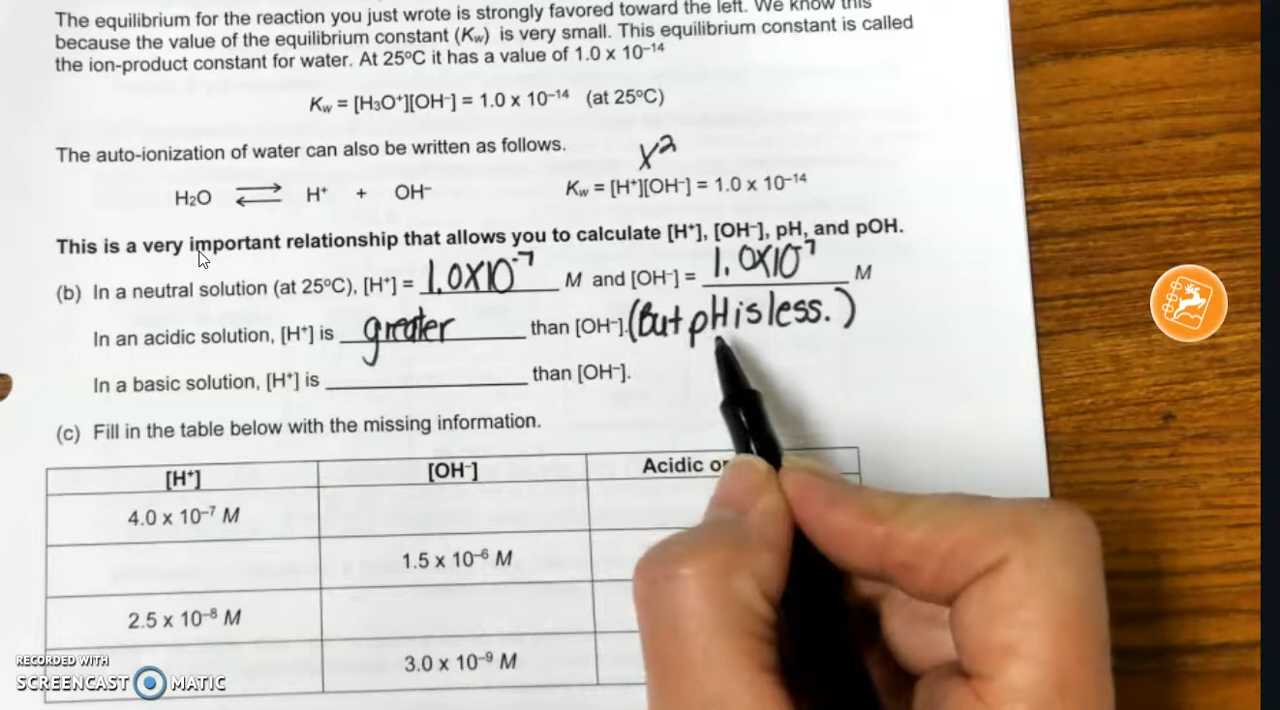 The equilibrium for the reaction you just wrote is strongly favored toward the left. We know this
because the value of the equilibrium constant (Kw) is very small. This equilibrium constant is called
the ion-product constant for water. At 25°C it has a value of 1.0 x 10⁻¹⁴
Kw = [H₃O⁺][OH⁻] = 1.0 x 10⁻¹⁴ (at 25°C)
The auto-ionization of water can also be written as follows.
X²
H₂O ⇄ H⁺ + OH⁻ Kw = [H⁺][OH⁻] = 1.0 x 10⁻¹⁴
This is a very important relationship that allows you to calculate [H⁺], [OH⁻], pH, and pOH.
(b) In a neutral solution (at 25°C), [H⁺] = 1.0X10⁻⁷ M and [OH⁻] = 1.0X10⁷ M
In an acidic solution, [H⁺] is greater than [OH⁻]. (But pH is less.)
In a basic solution, [H⁺] is ____ than [OH⁻].
(c) Fill in the table below with the missing information.
[H⁺] [OH⁻] Acidic or
4.0 x 10⁻⁷ M
1.5 x 10⁻⁶ M
2.5 x 10⁻⁸ M
3.0 x 10⁻⁹ M
RECORDED WITH
SCREENCAST MATIC